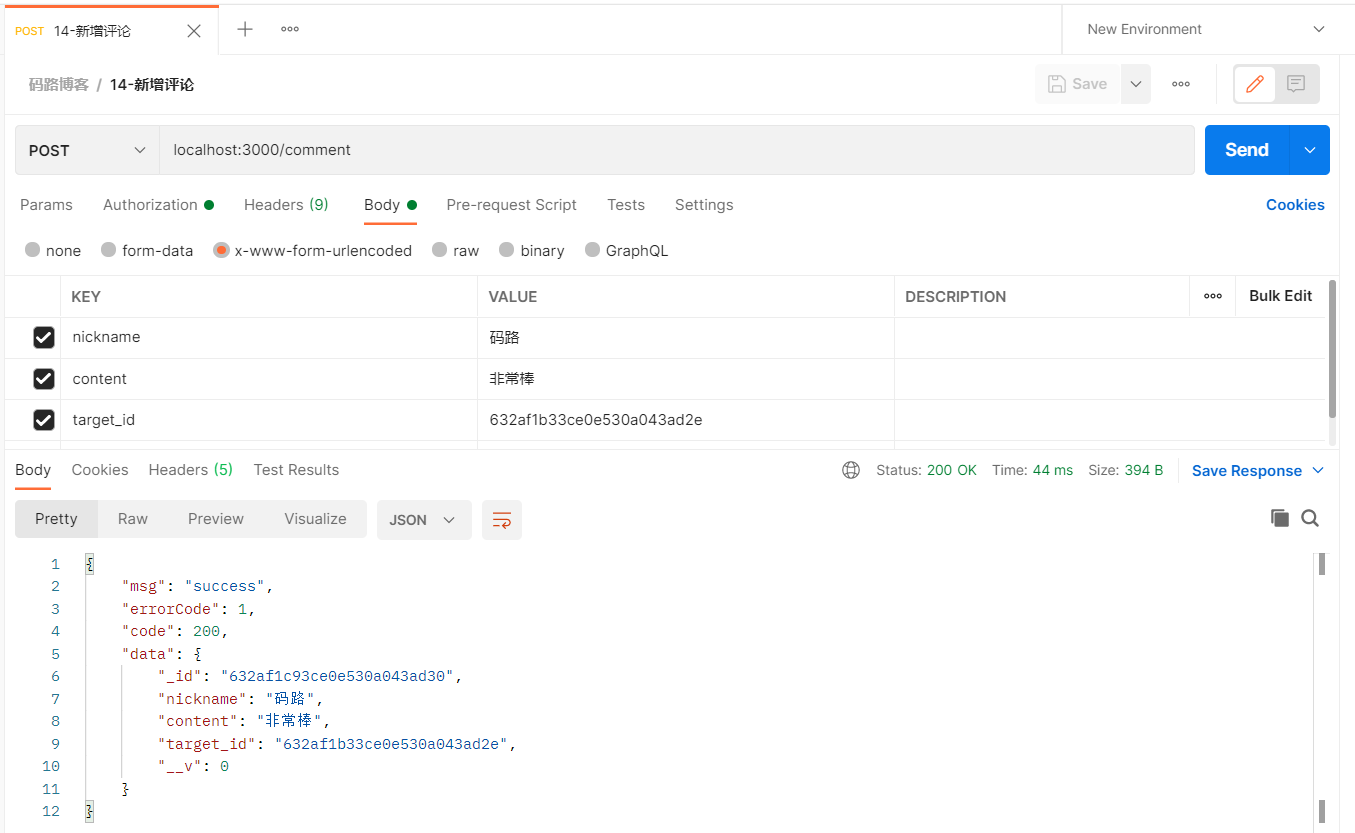 POST 14-新增评论 New Environment
码路博客 / 14-新增评论 Save
POST localhost:3000/comment Send
Params Authorization Headers (9) Body Pre-request Script Tests Settings Cookies
none form-data x-www-form-urlencoded raw binary GraphQL
KEY VALUE DESCRIPTION Bulk Edit
nickname 码路
content 非常棒
target_id 632af1b33ce0e530a043ad2e
Body Cookies Headers (5) Test Results Status: 200 OK Time: 44 ms Size: 394 B Save Response
Pretty Raw Preview Visualize JSON
1 {
2 "msg": "success",
3 "errorCode": 1,
4 "code": 200,
5 "data": {
6 "_id": "632af1c93ce0e530a043ad30",
7 "nickname": "码路",
8 "content": "非常棒",
9 "target_id": "632af1b33ce0e530a043ad2e",
10 "__v": 0
11 }
12 }